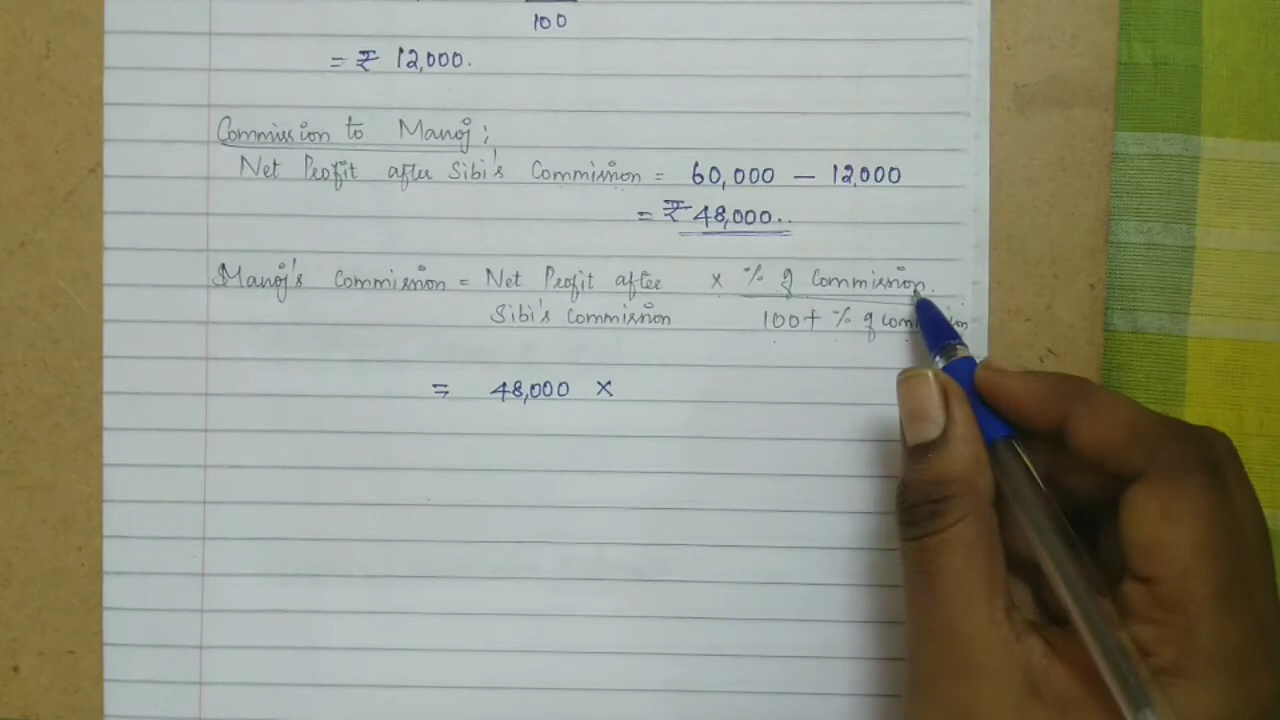 100
= ₹ 12,000.
Commission to Manoj;
Net Profit after Sibi's Commission = 60,000 – 12,000
= ₹ 48,000..
Manoj's Commission = Net Profit after × % of Commission.
Sibi's Commission 100+ % of
= 48,000 ×